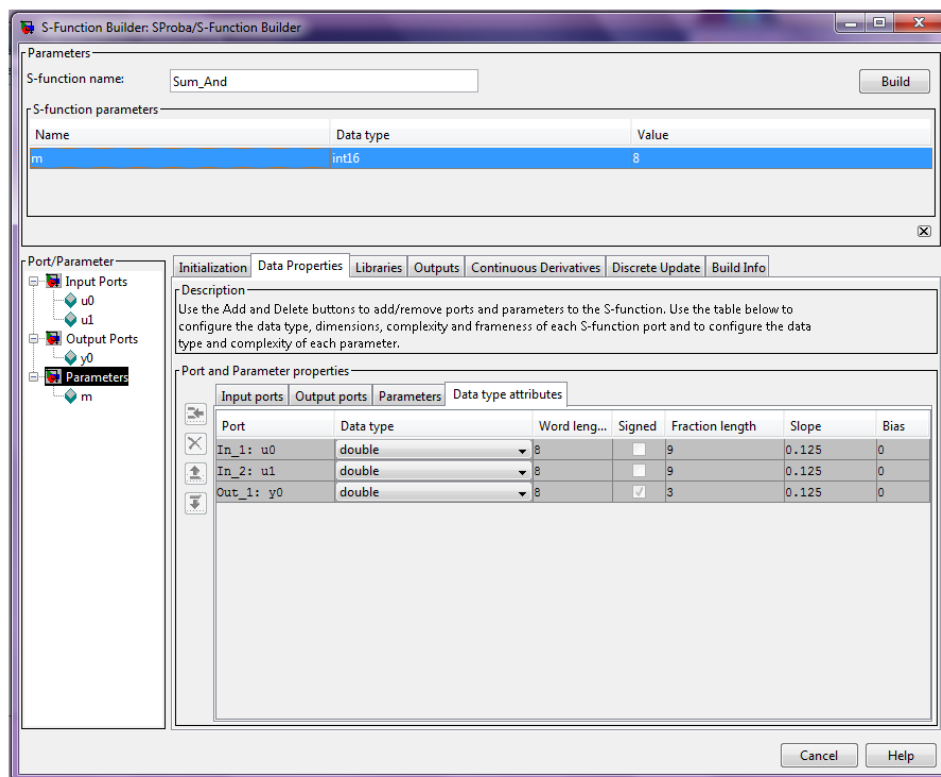 S-Function Builder: SProba/S-Function Builder
Parameters
S-function name: Sum_And Build
S-function parameters
Name Data type Value
m int16 8
Port/Parameter
Input Ports
u0
u1
Output Ports
y0
Parameters
m
Initialization Data Properties Libraries Outputs Continuous Derivatives Discrete Update Build Info
Description
Use the Add and Delete buttons to add/remove ports and parameters to the S-function. Use the table below to
configure the data type, dimensions, complexity and frameness of each S-function port and to configure the data
type and complexity of each parameter.
Port and Parameter properties
Input ports Output ports Parameters Data type attributes
Port Data type Word leng... Signed Fraction length Slope Bias
In_1: u0 double 8 9 0.125 0
In_2: u1 double 8 9 0.125 0
Out_1: y0 double 8 3 0.125 0
Cancel Help